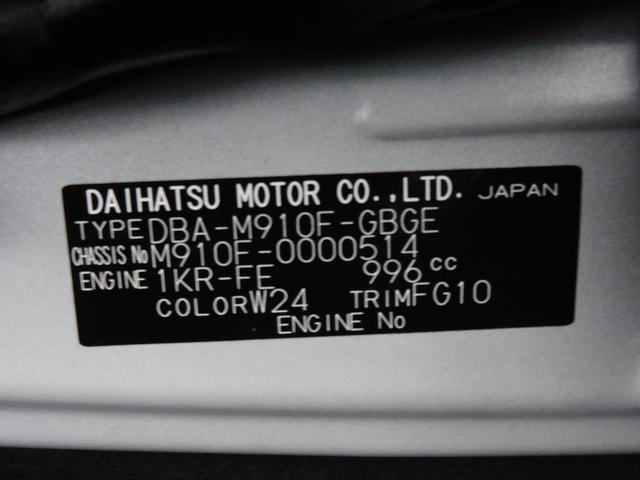 DAIHATSU MOTOR CO.,LTD. JAPAN
TYPE DBA-M910F-GBGE
CHASSIS No M910F-0000514
ENGINE 1KR-FE 996 cc
COLOR W24 TRIM FG10
ENGINE No